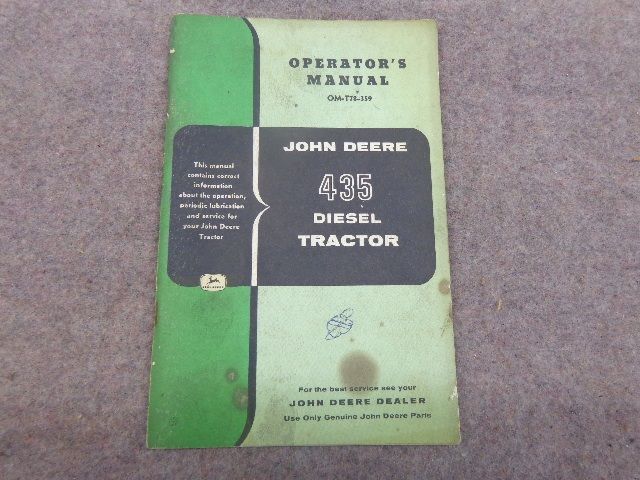 OPERATOR'S
MANUAL
OM-T78-359
This manual
contains correct
information
about the operation,
periodic lubrication
and service for
your John Deere
Tractor
JOHN DEERE
435
DIESEL
TRACTOR
JOHN DEERE
For the best service see your
JOHN DEERE DEALER
Use Only Genuine John Deere Parts